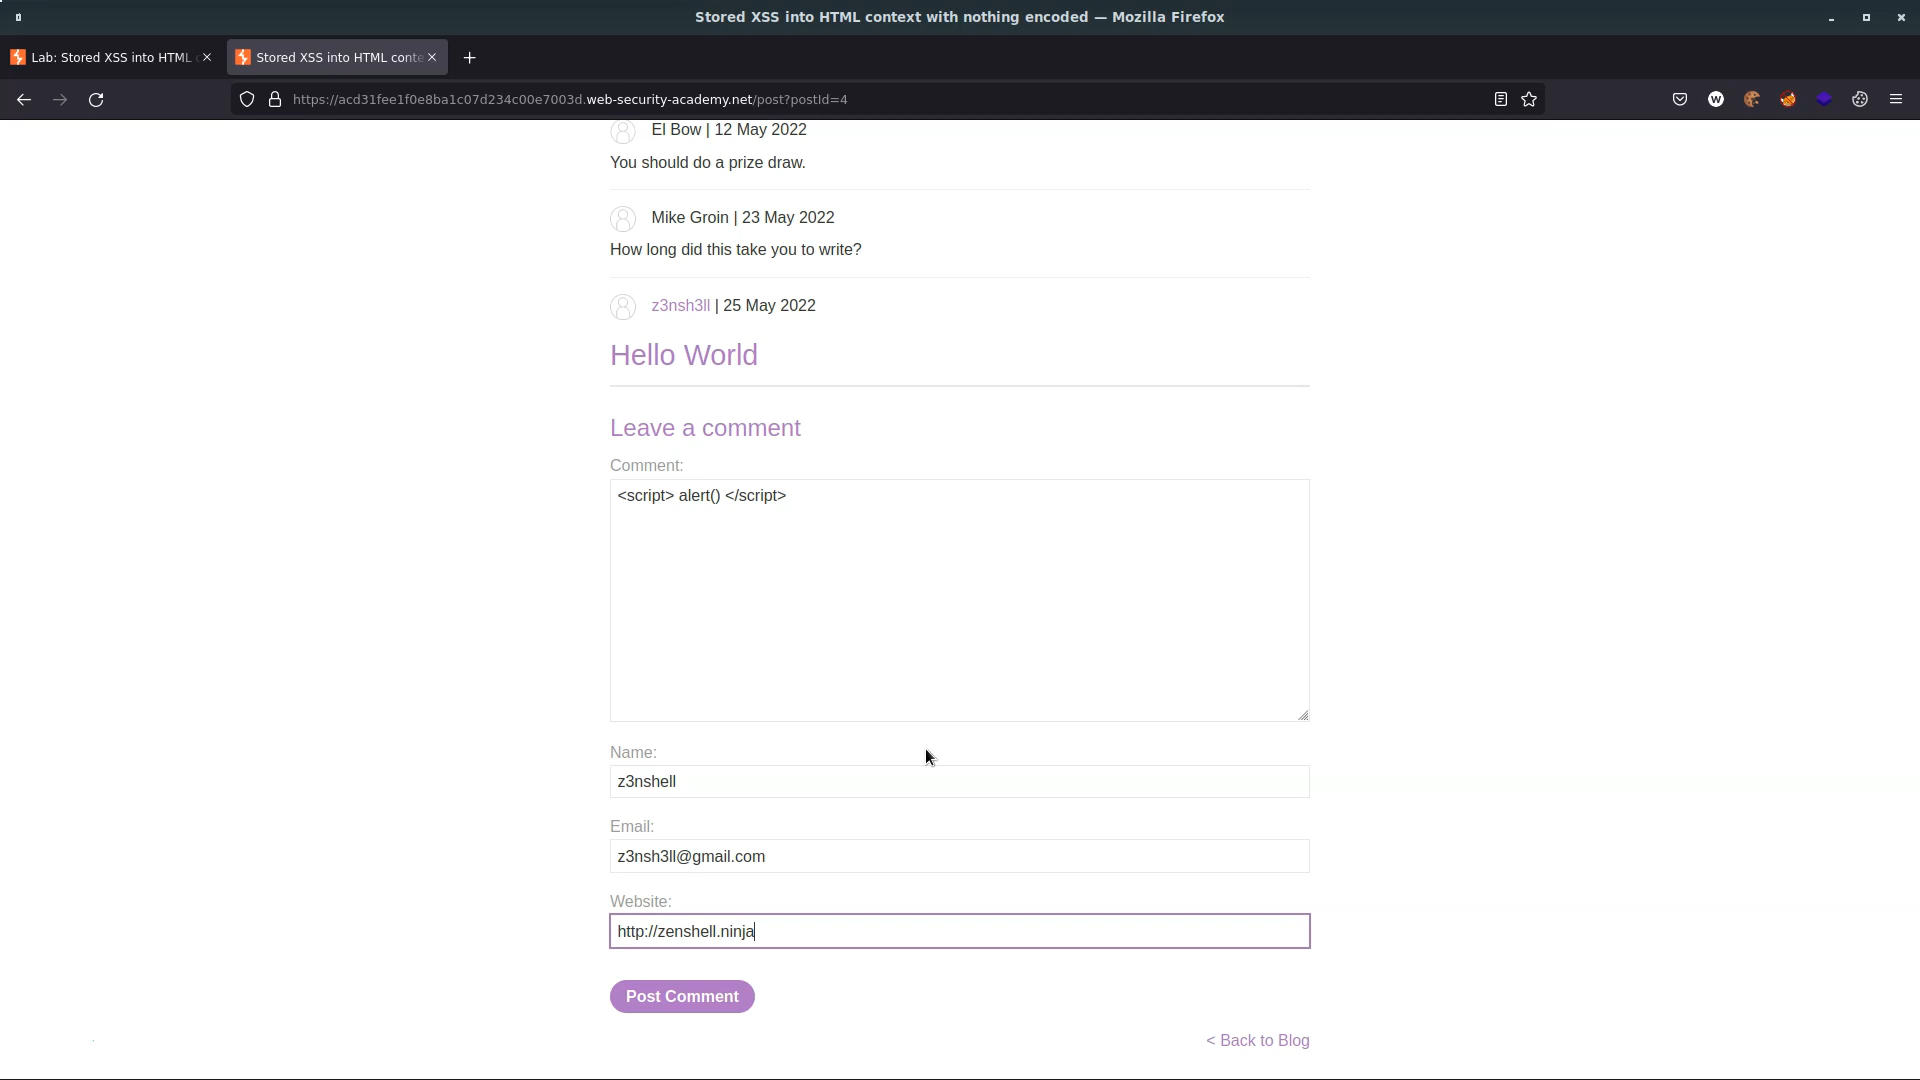 Stored XSS into HTML context with nothing encoded — Mozilla Firefox
Lab: Stored XSS into HTML
Stored XSS into HTML conte
https://acd31fee1f0e8ba1c07d234c00e7003d.web-security-academy.net/post?postId=4
El Bow | 12 May 2022
You should do a prize draw.
Mike Groin | 23 May 2022
How long did this take you to write?
z3nsh3ll | 25 May 2022
Hello World
Leave a comment
Comment:
<script> alert() </script>
Name:
z3nshell
Email:
z3nsh3ll@gmail.com
Website:
http://zenshell.ninja
Post Comment
< Back to Blog